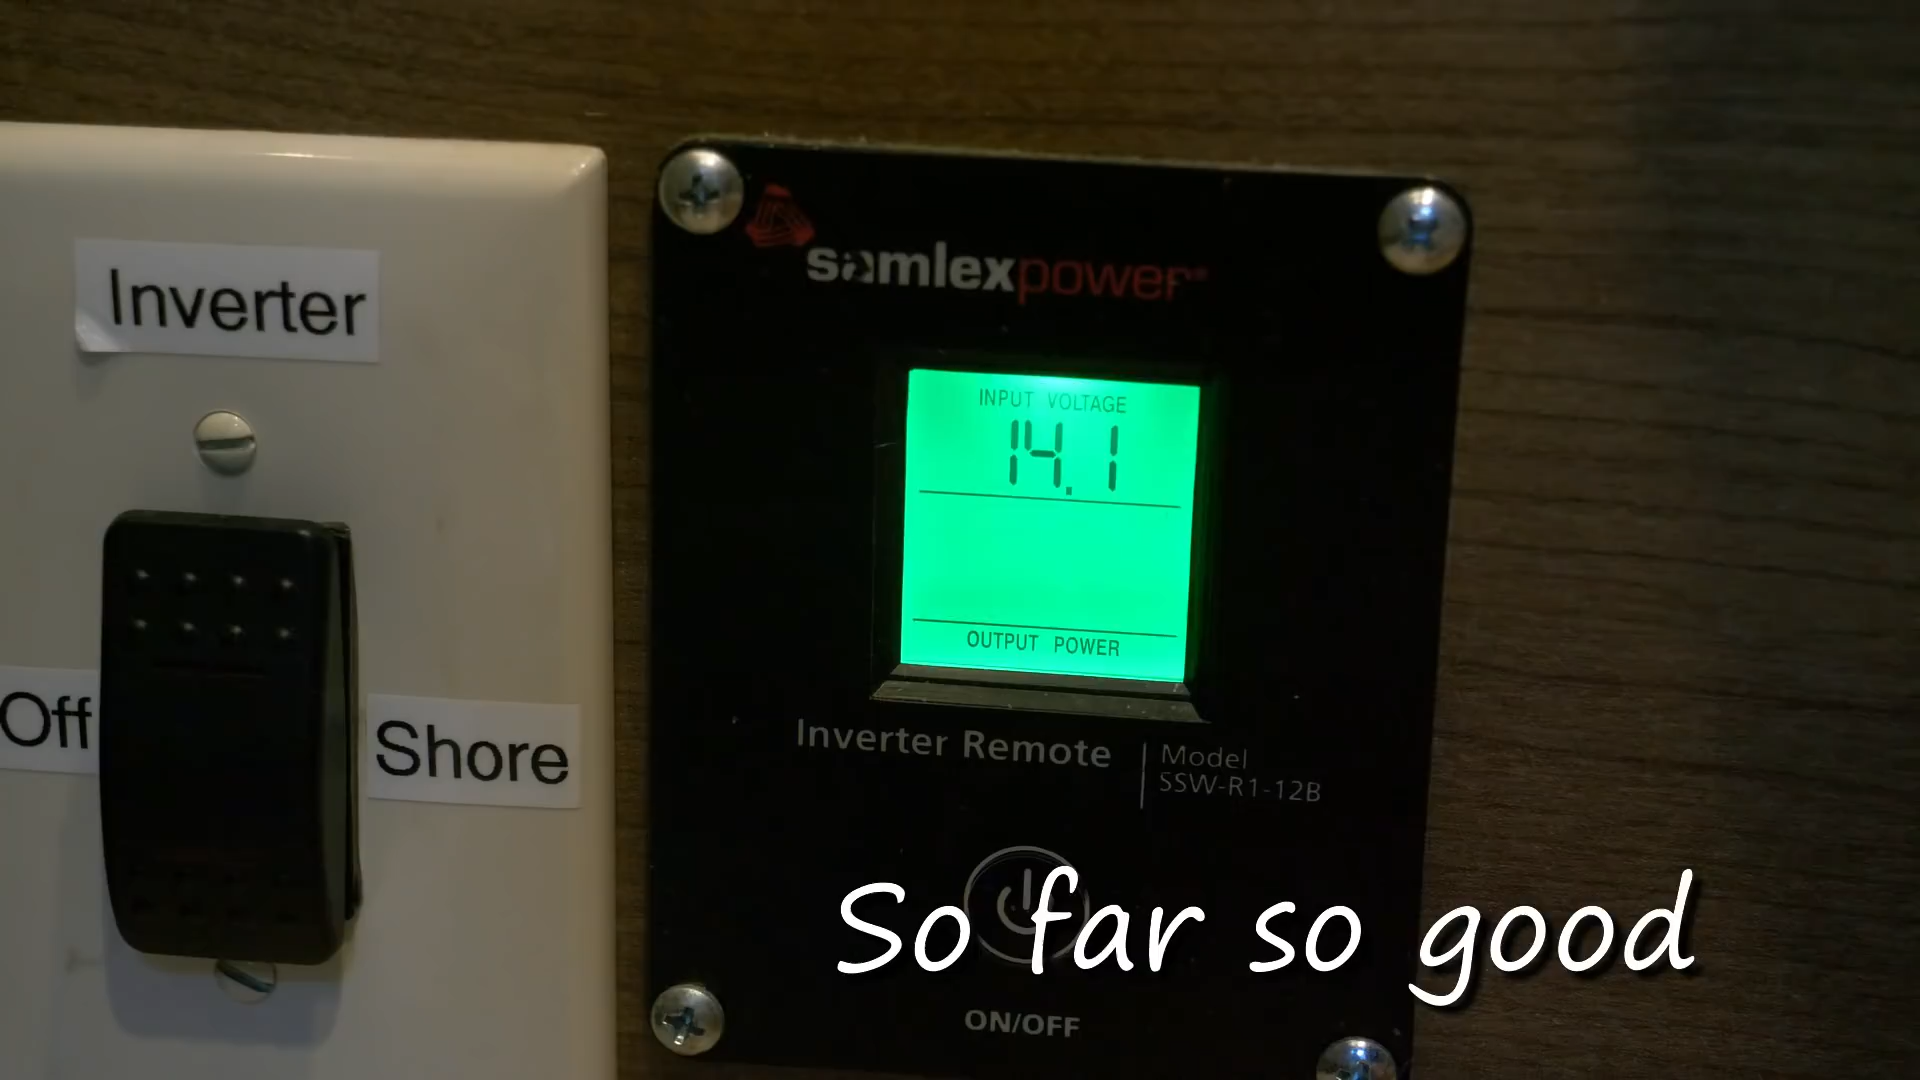 Inverter
Off
Shore
samlexpower
INPUT VOLTAGE
14.1
OUTPUT POWER
Inverter Remote
Model
SSW-R1-12B
So far so good
ON/OFF